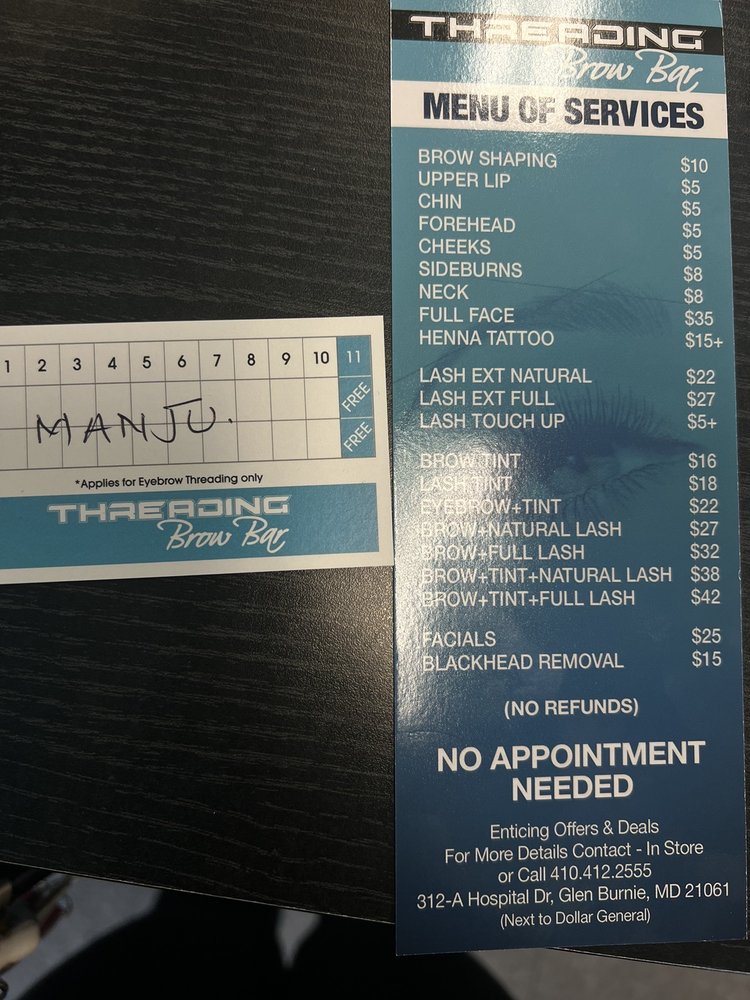 1 2 3 4 5 6 7 8 9 10 11
FREE
FREE
MANJU.
*Applies for Eyebrow Threading only
THREADING
Brow Bar
THREADING
Brow Bar
MENU OF SERVICES
BROW SHAPING $10
UPPER LIP $5
CHIN $5
FOREHEAD $5
CHEEKS $5
SIDEBURNS $8
NECK $8
FULL FACE $35
HENNA TATTOO $15+
LASH EXT NATURAL $22
LASH EXT FULL $27
LASH TOUCH UP $5+
BROW TINT $16
LASH TINT $18
EYEBROW+TINT $22
BROW+NATURAL LASH $27
BROW+FULL LASH $32
BROW+TINT+NATURAL LASH $38
BROW+TINT+FULL LASH $42
FACIALS $25
BLACKHEAD REMOVAL $15
(NO REFUNDS)
NO APPOINTMENT
NEEDED
Enticing Offers & Deals
For More Details Contact - In Store
or Call 410.412.2555
312-A Hospital Dr, Glen Burnie, MD 21061
(Next to Dollar General)